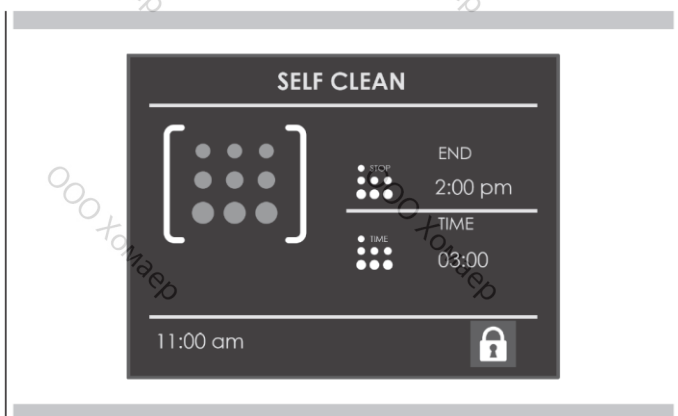 SELF CLEAN
STOP
END
2:00 pm
TIME
TIME
03:00
11:00 am
ООО Хомаер
ООО Хомаер